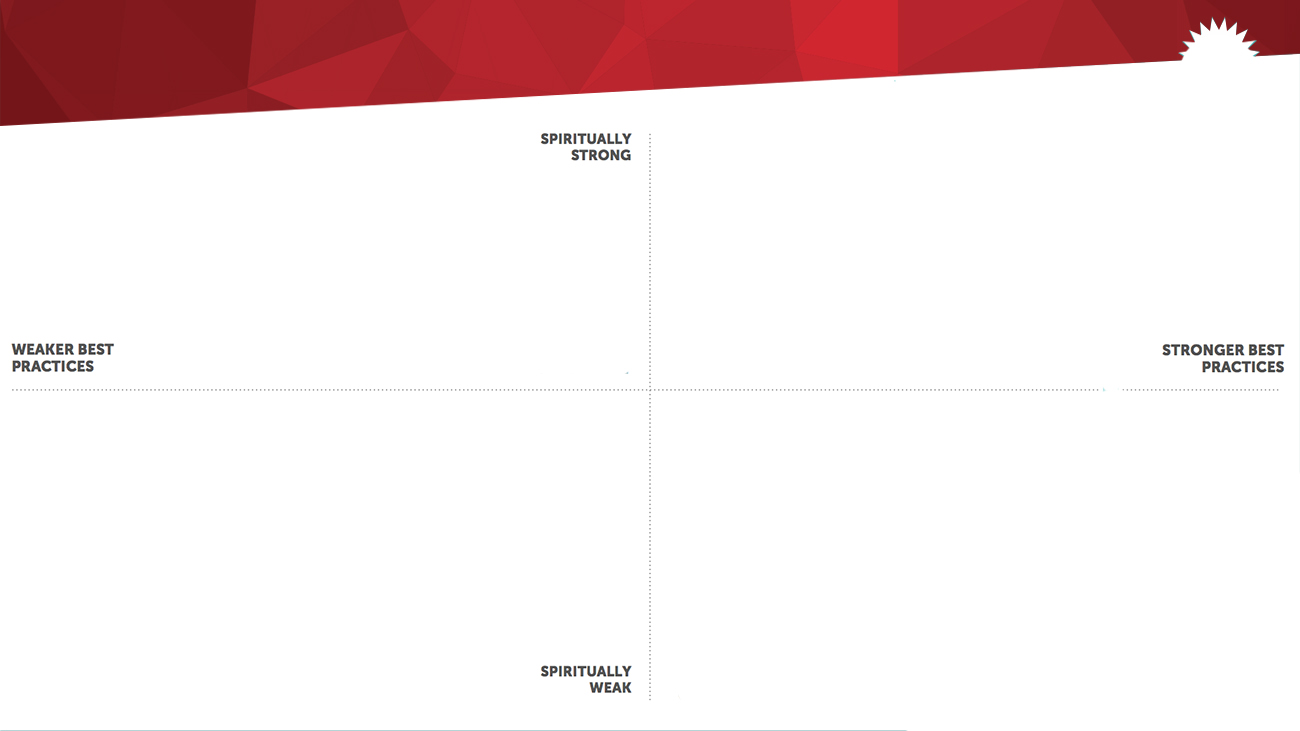 SPIRITUALLY
STRONG
WEAKER BEST
PRACTICES
STRONGER BEST
PRACTICES
SPIRITUALLY
WEAK